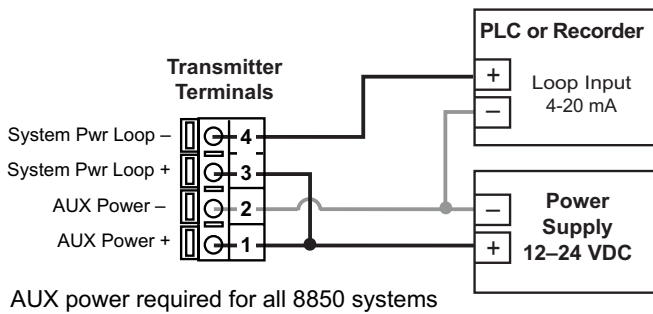 PLC or Recorder
+
Loop Input
4-20 mA
–
Transmitter
Terminals
System Pwr Loop –
4
System Pwr Loop +
3
AUX Power –
2
AUX Power +
1
–
Power
Supply
+
12–24 VDC
AUX power required for all 8850 systems